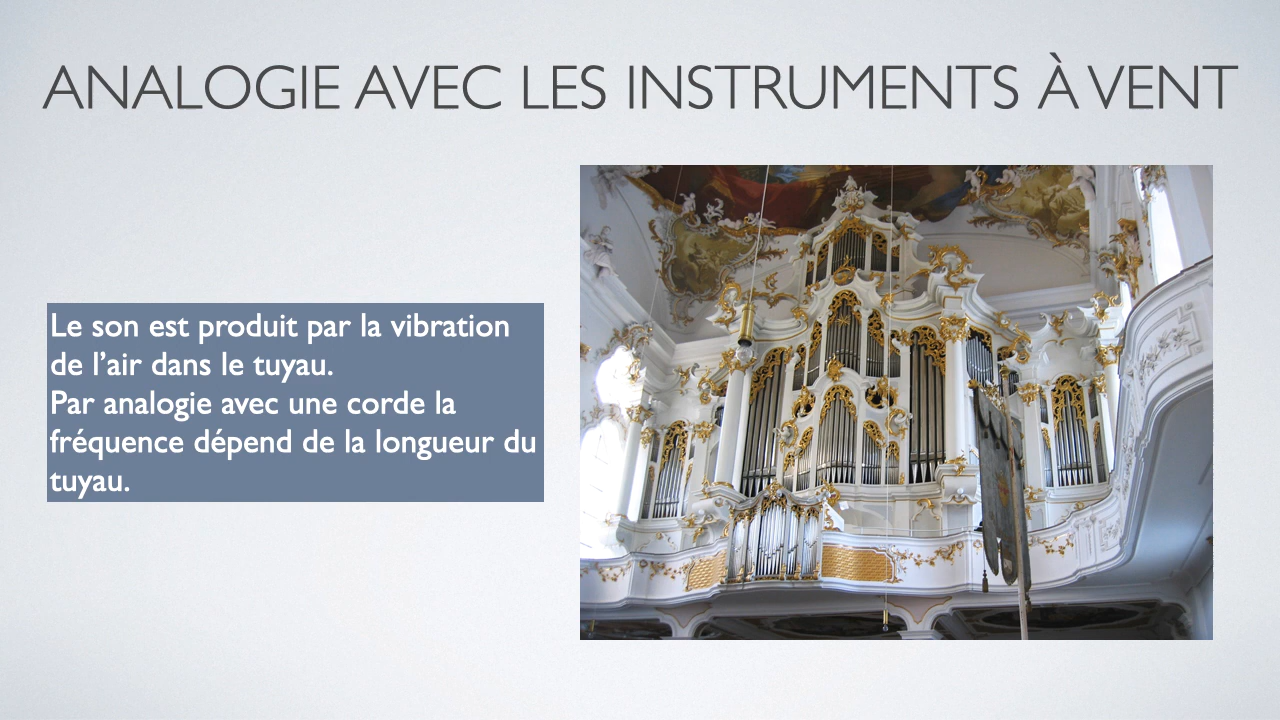 ANALOGIE AVEC LES INSTRUMENTS À VENT
Le son est produit par la vibration
de l’air dans le tuyau.
Par analogie avec une corde la
fréquence dépend de la longueur du
tuyau.